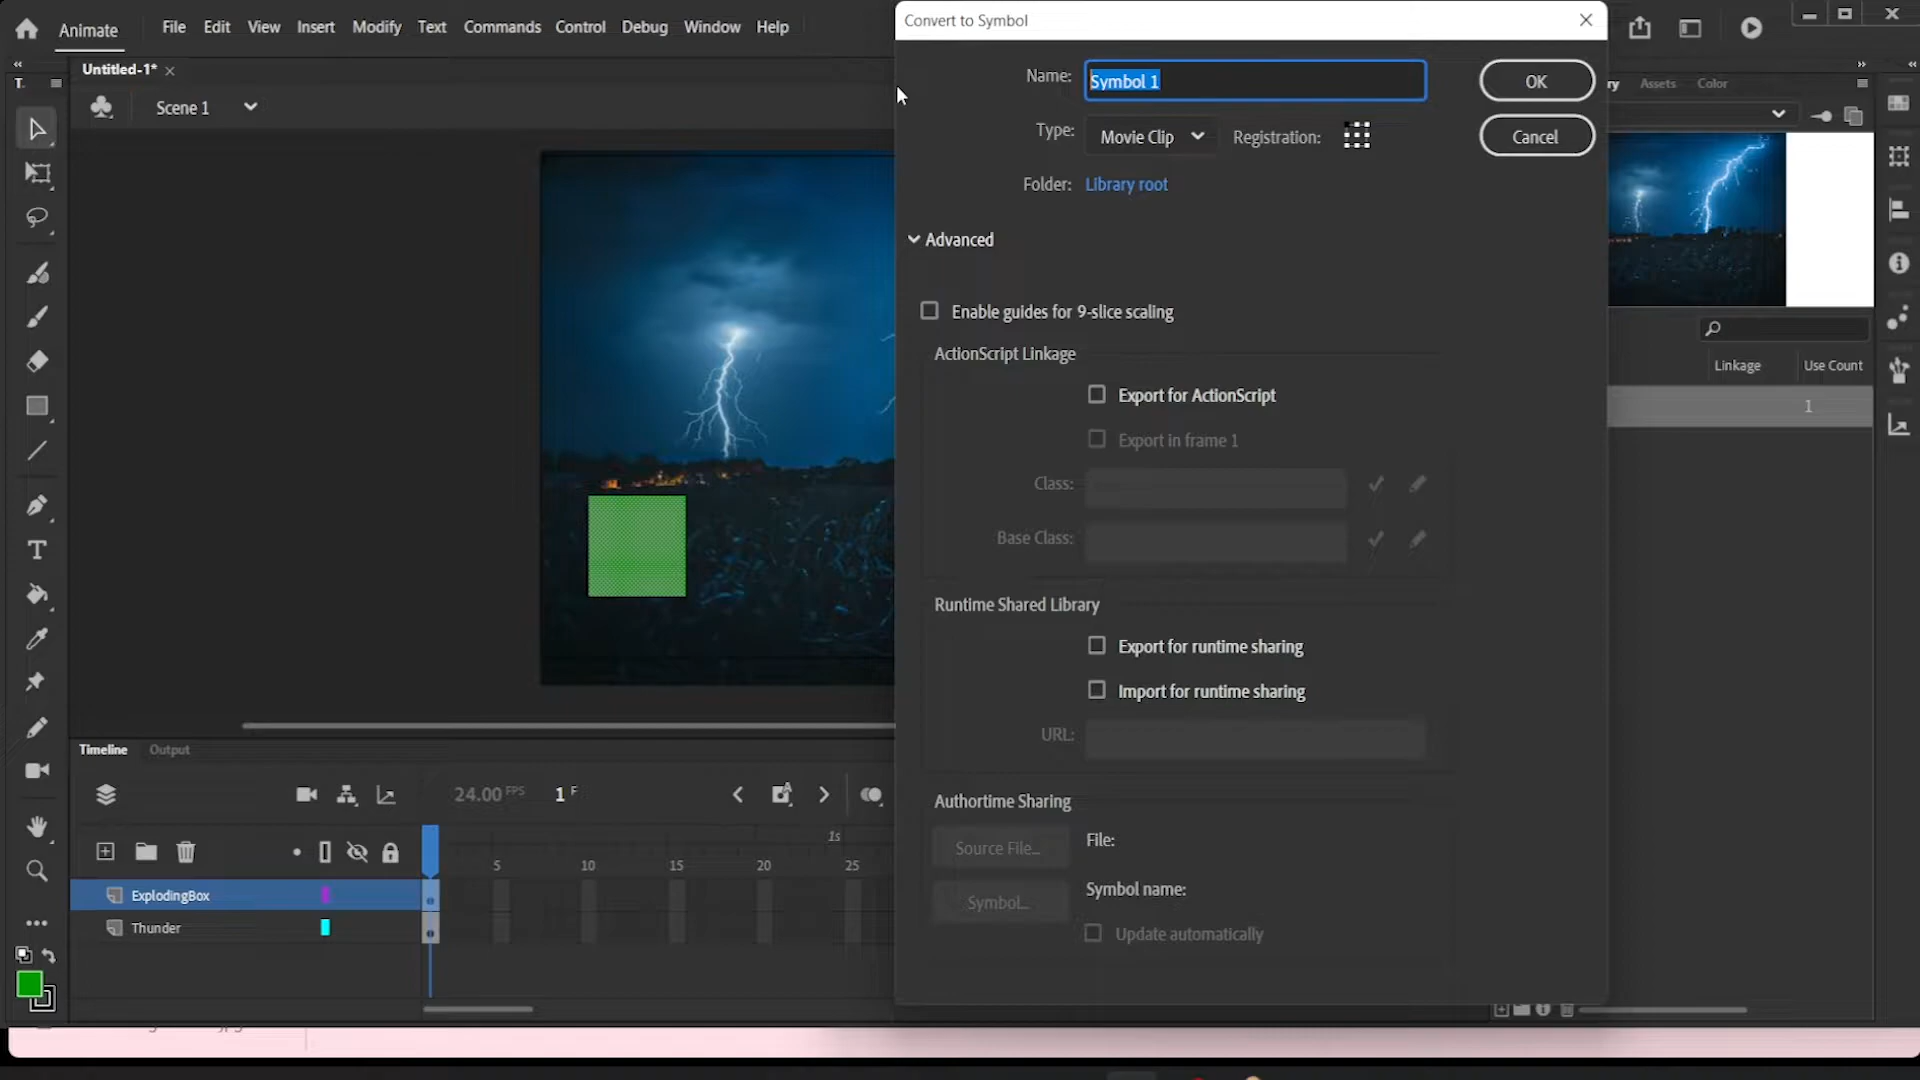 Animate
File Edit View Insert Modify Text Commands Control Debug Window Help
Convert to Symbol
Untitled-1*
T.
Scene 1
Name: Symbol 1
OK
Type: Movie Clip
Registration:
Cancel
Folder: Library root
Assets Color
Advanced
Enable guides for 9-slice scaling
ActionScript Linkage
Export for ActionScript
Export in frame 1
Class:
Base Class:
Linkage Use Count
1
Runtime Shared Library
Export for runtime sharing
Import for runtime sharing
URL:
Timeline Output
24.00 FPS 1 F
Authortime Sharing
Source File... File:
Symbol... Symbol name:
Update automatically
1s
5 10 15 20 25
ExplodingBox
Thunder